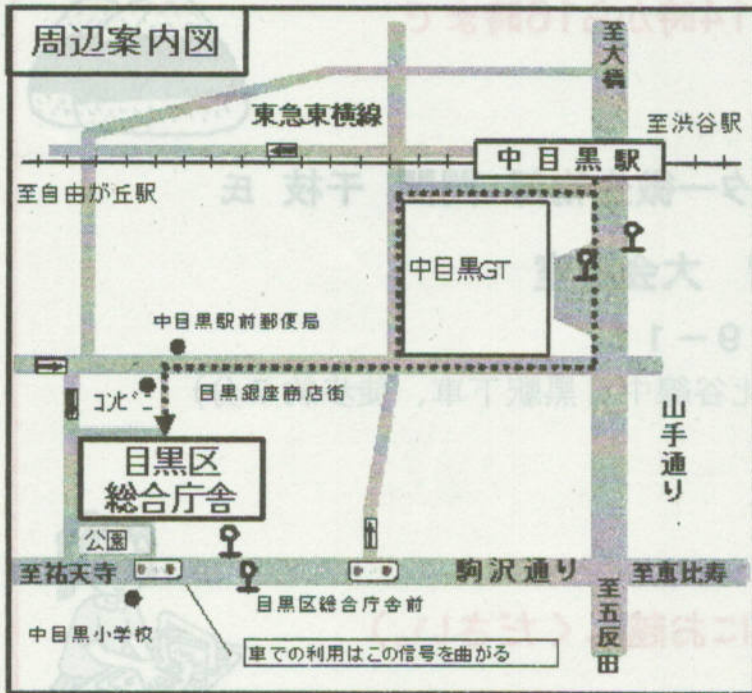 周辺案内図
至大橋
東急東横線
至渋谷駅
中目黒駅
至自由が丘駅
中目黒GT
中目黒駅前郵便局
コンビニ
目黒銀座商店街
山手通り
目黒区
総合庁舎
公園
至祐天寺
駒沢通り
至恵比寿
目黒区総合庁舎前
至五反田
中目黒小学校
車での利用はこの信号を曲がる